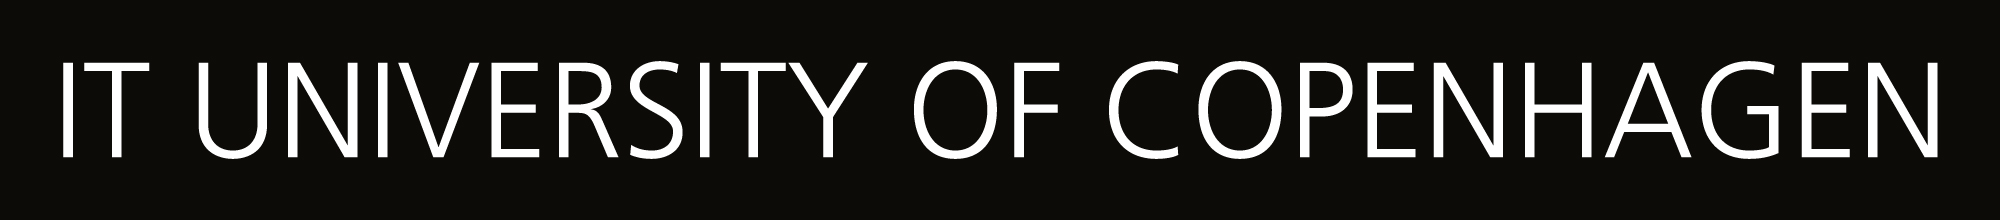 IT UNIVERSITY OF COPENHAGEN